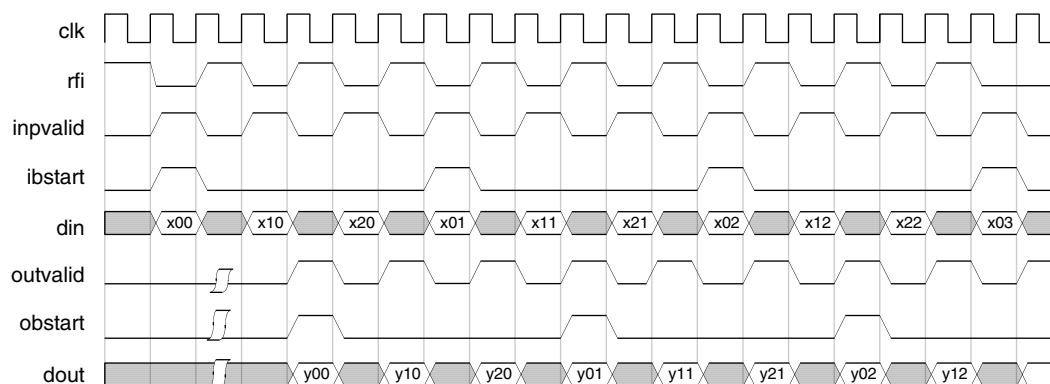 clk
rfi
inpvalid
ibstart
din x00 x10 x20 x01 x11 x21 x02 x12 x22 x03
outvalid
obstart
dout y00 y10 y20 y01 y11 y21 y02 y12